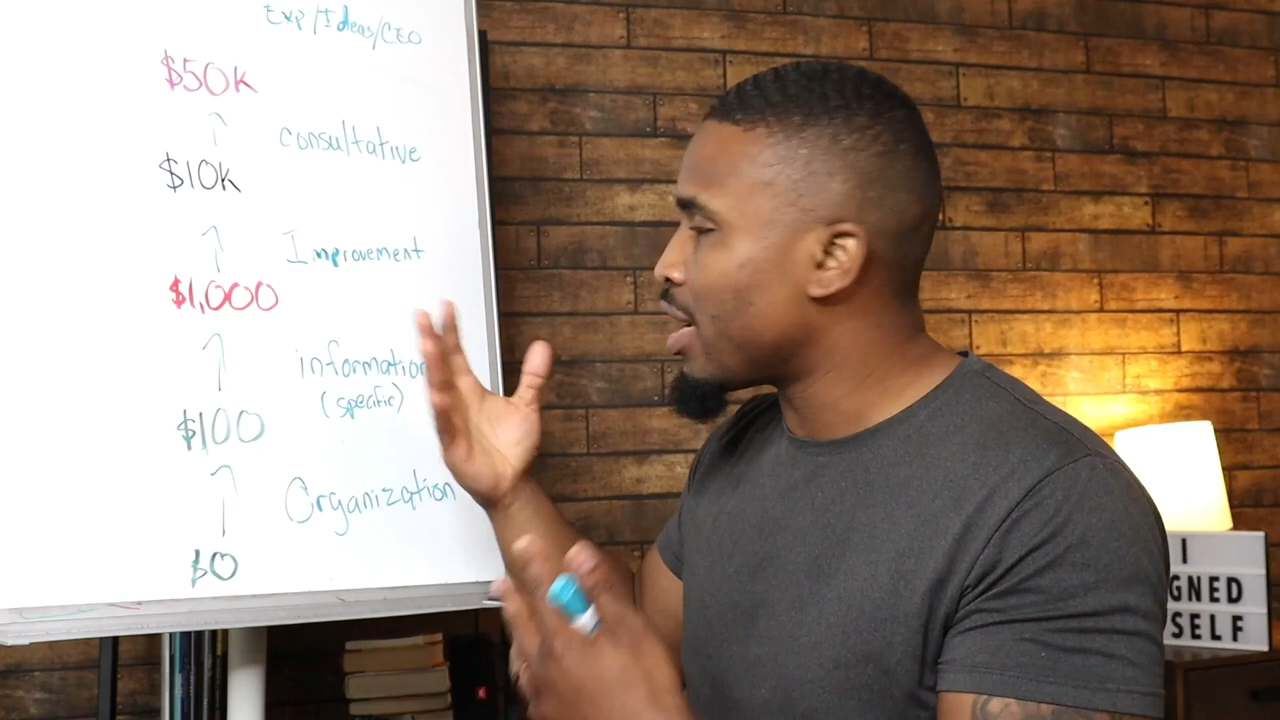 Exp/Ideas/CEO
$50k
consultative
$10k
Improvement
$1,000
information
(specific)
$100
Organization
$0
I
GNED
SELF